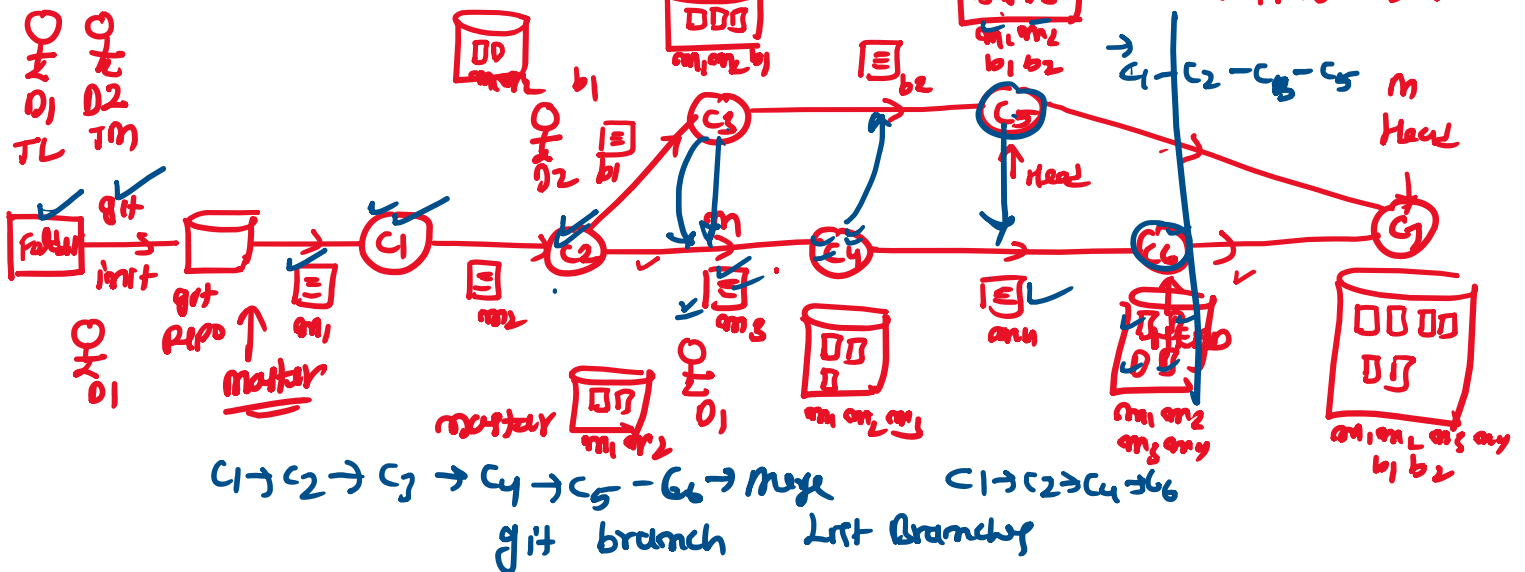 D1 D2
TL TM
b1
m1 m2 b1
b2
m1 m2
b1 b2
→ C1 - C2 - C3 - C5
m
Head
D2
b1
C3
C5
Head
Folder
git
init
git
Repo
master
D1
m1
C1
m2
C2
m
m3
C4
m4
C6
HEAD
C7
D1
master
m1 m2
m1 m2 m3
m1 m2
m3 m4
m1 m2 m3 m4
b1 b2
C1 → C2 → C3 → C4 → C5 - C6 → Merge
C1 → C2 → C4 → C6
git branch
List Branches